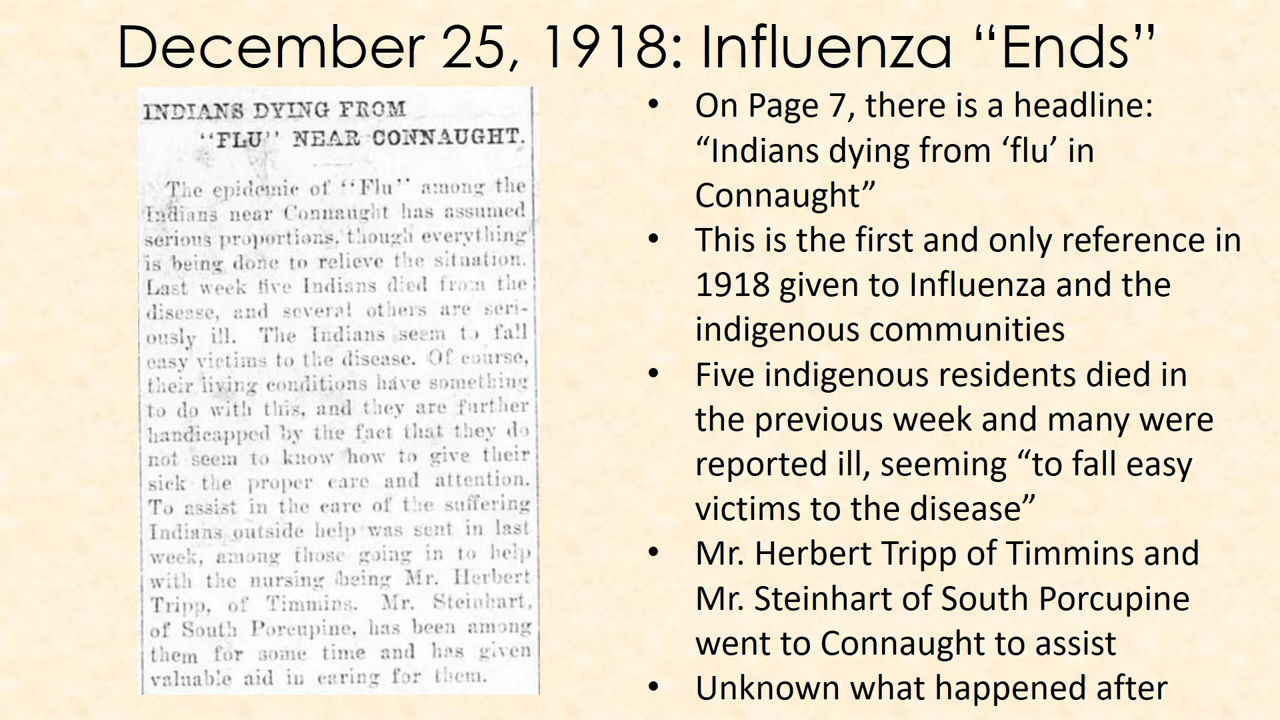 December 25, 1918: Influenza “Ends”
INDIANS DYING FROM
“FLU” NEAR CONNAUGHT.
The epidemic of “Flu” among the
Indians near Connaught has assumed
serious proportions, though everything
is being done to relieve the situation.
Last week five Indians died from the
disease, and several others are seri-
ously ill. The Indians seem to fall
easy victims to the disease. Of course,
their living conditions have something
to do with this, and they are further
handicapped by the fact that they do
not seem to know how to give their
sick the proper care and attention.
To assist in the care of the suffering
Indians outside help was sent in last
week, among those going in to help
with the nursing being Mr. Herbert
Tripp, of Timmins. Mr. Steinhart,
of South Porcupine, has been among
them for some time and has given
valuable aid in caring for them.
• On Page 7, there is a headline:
“Indians dying from ‘flu’ in
Connaught”
• This is the first and only reference in
1918 given to Influenza and the
indigenous communities
• Five indigenous residents died in
the previous week and many were
reported ill, seeming “to fall easy
victims to the disease”
• Mr. Herbert Tripp of Timmins and
Mr. Steinhart of South Porcupine
went to Connaught to assist
• Unknown what happened after